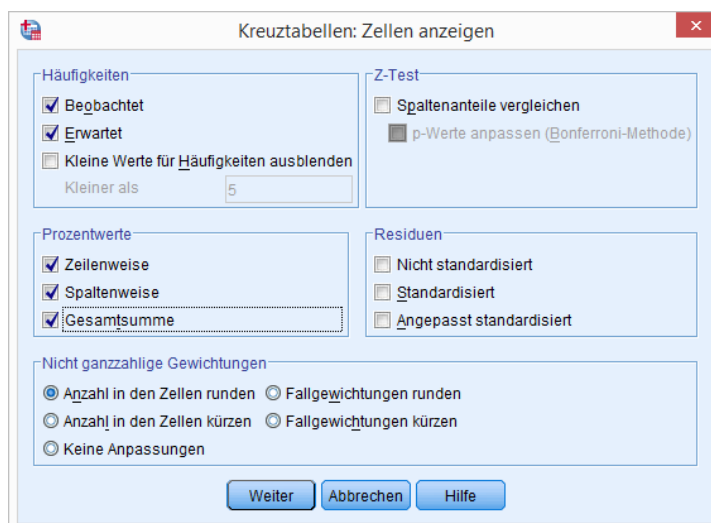 Kreuztabellen: Zellen anzeigen
Häufigkeiten
Beobachtet
Erwartet
Kleine Werte für Häufigkeiten ausblenden
Kleiner als 5
Z-Test
Spaltenanteile vergleichen
p-Werte anpassen (Bonferroni-Methode)
Prozentwerte
Zeilenweise
Spaltenweise
Gesamtsumme
Residuen
Nicht standardisiert
Standardisiert
Angepasst standardisiert
Nicht ganzzahlige Gewichtungen
Anzahl in den Zellen runden Fallgewichtungen runden
Anzahl in den Zellen kürzen Fallgewichtungen kürzen
Keine Anpassungen
Weiter Abbrechen Hilfe